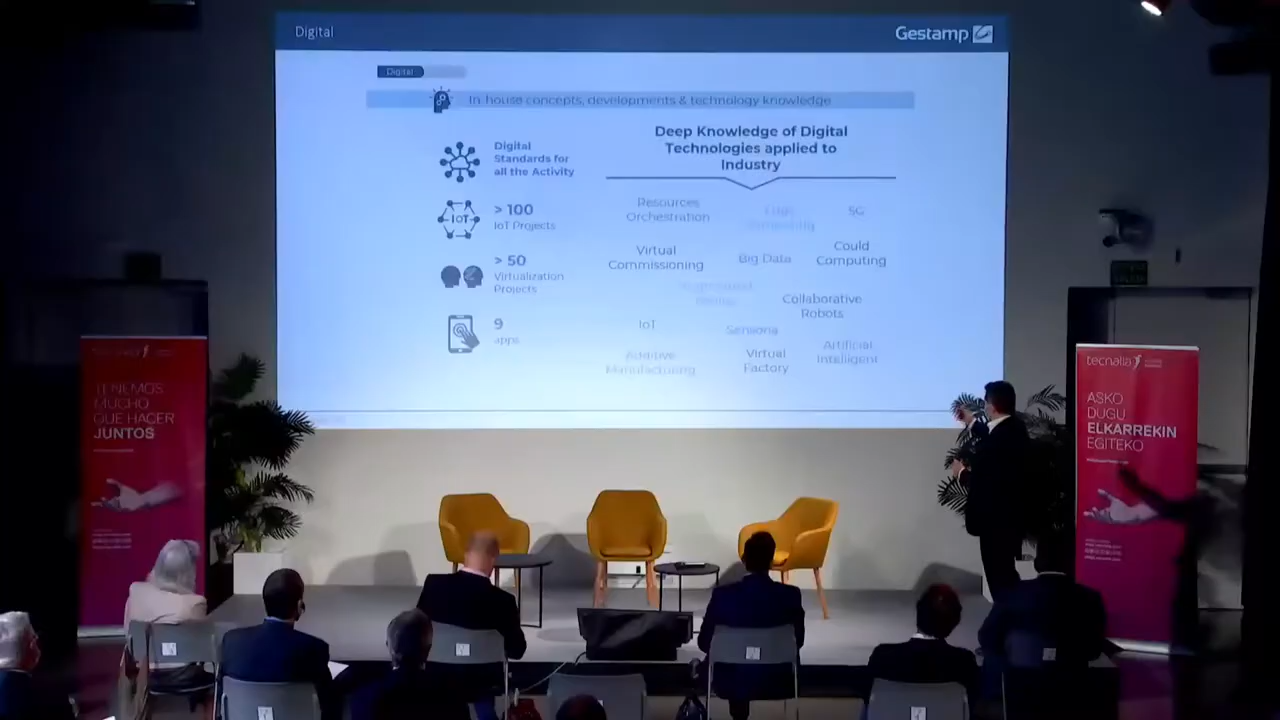 Digital
Gestamp
Digital
In-house concepts, developments & technology knowledge
Digital
Standards for
all the Activity
> 100
IoT Projects
IoT
> 50
Virtualization
Projects
9
apps
Deep Knowledge of Digital
Technologies applied to
Industry
Resources
Orchestration
Edge
Computing
5G
Virtual
Commissioning
Big Data
Could
Computing
Collaborative
Robots
IoT
Sensoria
Additive
Manufacturing
Virtual
Factory
Artificial
Intelligent
tecnalia
TENEMOS
MUCHO
QUE HACER
JUNTOS
tecnalia
ASKO
DUGU
ELKARREKIN
EGITEKO